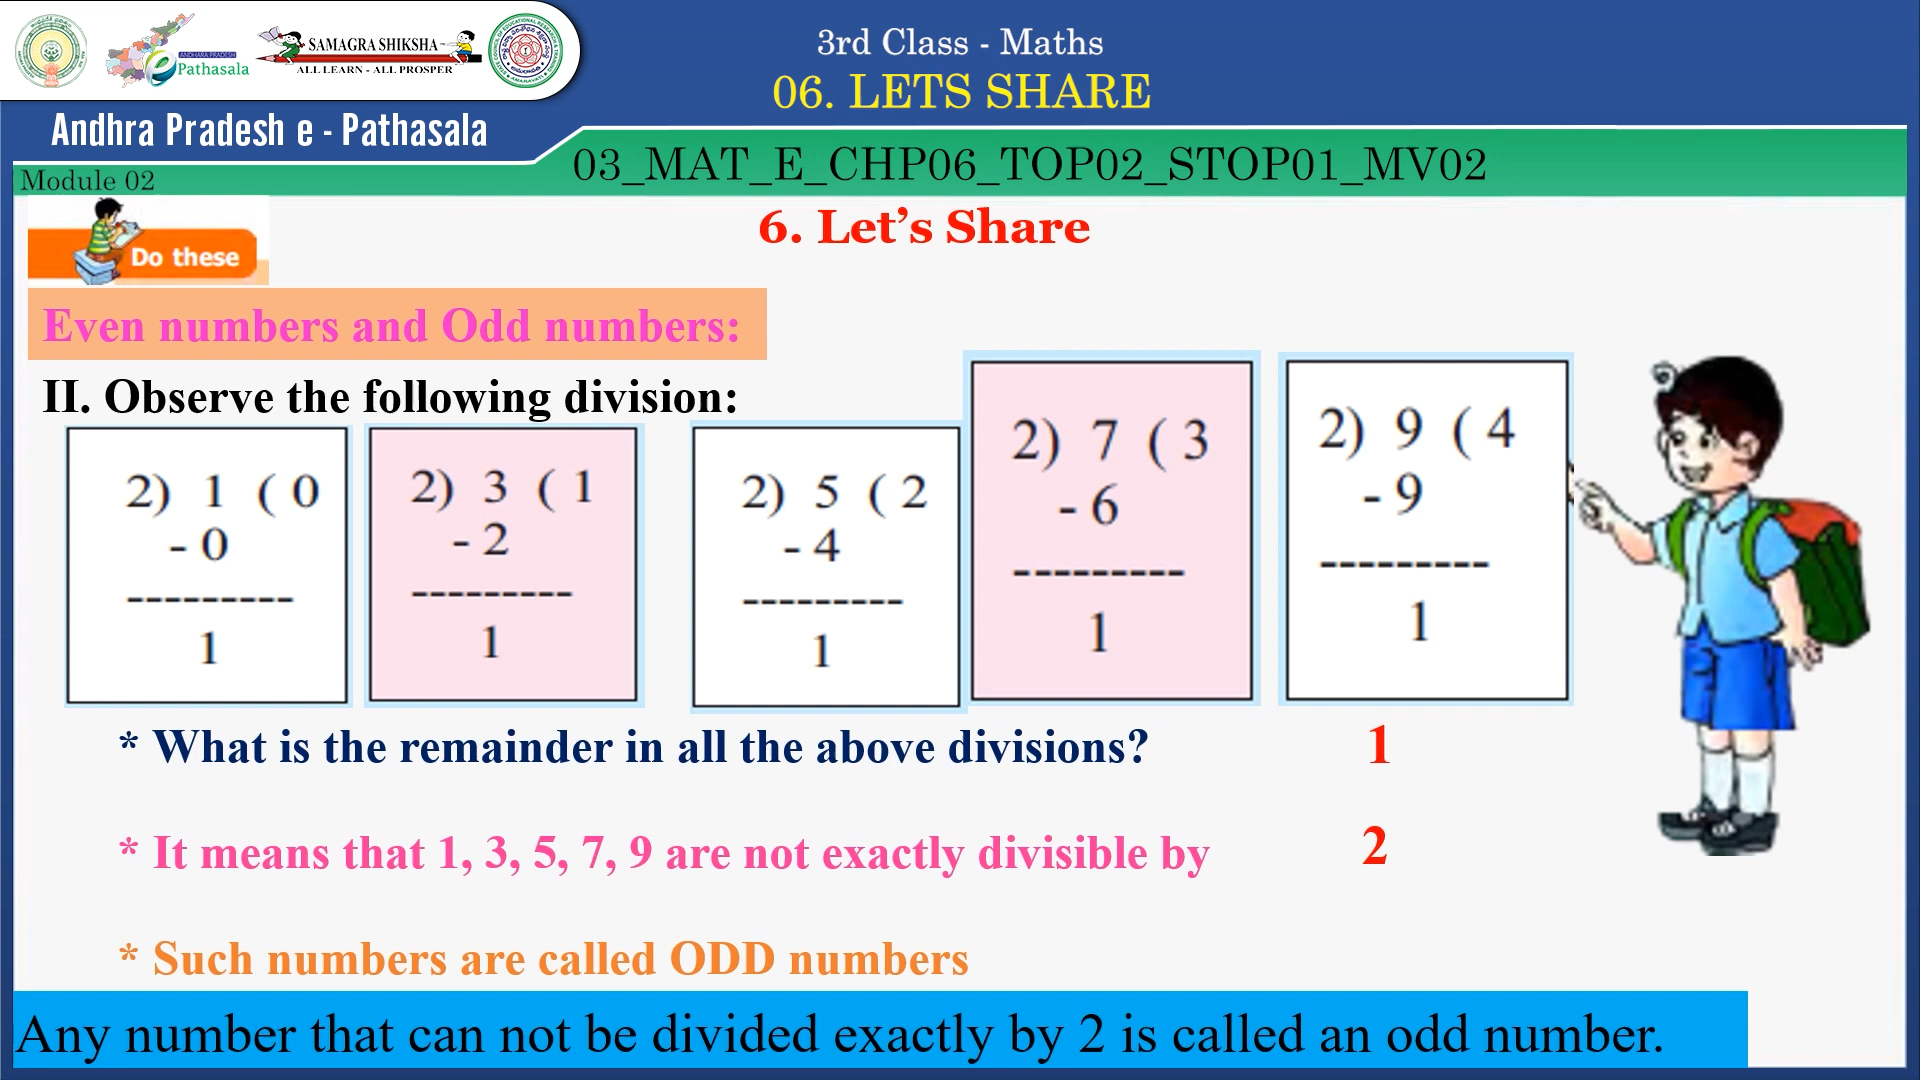 ANDHRA PRADESH
Pathasala
SAMAGRA SHIKSHA
ALL LEARN - ALL PROSPER
3rd Class - Maths
06. LETS SHARE
Andhra Pradesh e - Pathasala
03_MAT_E_CHP06_TOP02_STOP01_MV02
Module 02
6. Let's Share
Do these
Even numbers and Odd numbers:
II. Observe the following division:
2) 1 ( 0
- 0
---------
1
2) 3 ( 1
- 2
---------
1
2) 5 ( 2
- 4
---------
1
2) 7 ( 3
- 6
---------
1
2) 9 ( 4
- 9
---------
1
* What is the remainder in all the above divisions? 1
* It means that 1, 3, 5, 7, 9 are not exactly divisible by 2
* Such numbers are called ODD numbers
Any number that can not be divided exactly by 2 is called an odd number.